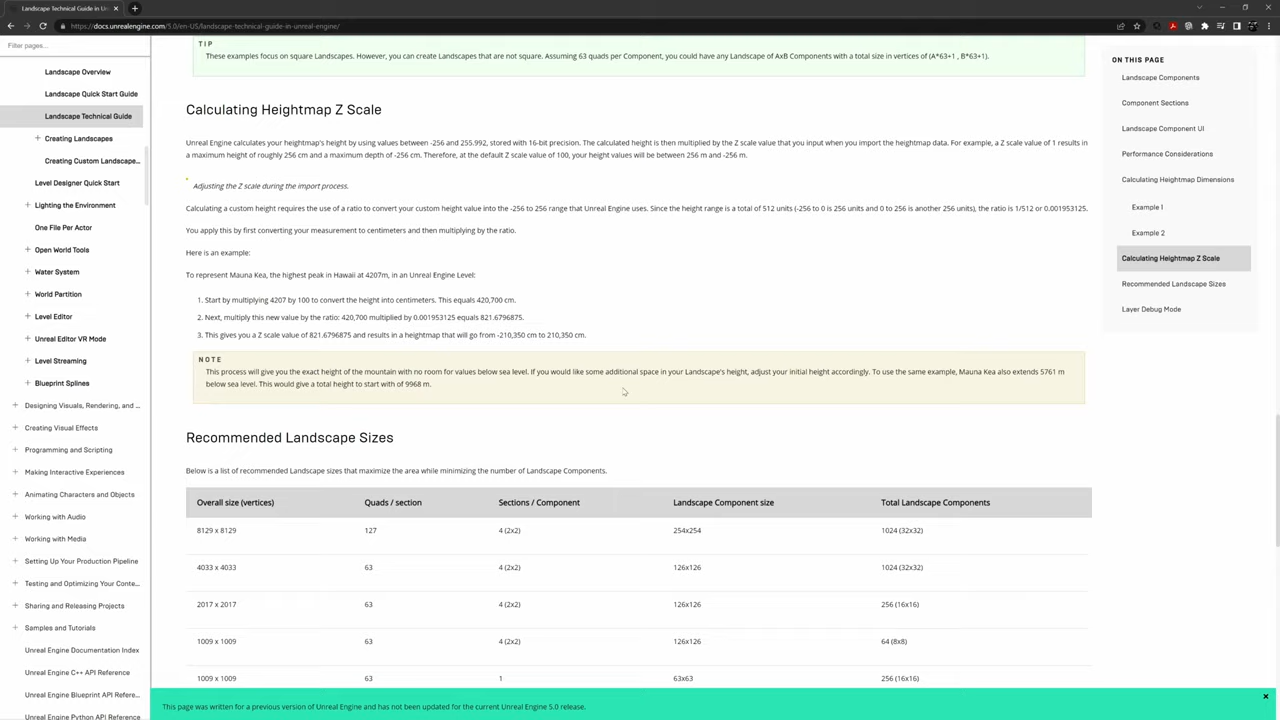 Landscape Technical Guide in Un
https://docs.unrealengine.com/5.0/en-US/landscape-technical-guide-in-unreal-engine/
Filter pages...
Landscape Overview
Landscape Quick Start Guide
Landscape Technical Guide
Creating Landscapes
Creating Custom Landscape...
Level Designer Quick Start
Lighting the Environment
One File Per Actor
Open World Tools
Water System
World Partition
Level Editor
Unreal Editor VR Mode
Level Streaming
Blueprint Splines
Designing Visuals, Rendering, and ...
Creating Visual Effects
Programming and Scripting
Making Interactive Experiences
Animating Characters and Objects
Working with Audio
Working with Media
Setting Up Your Production Pipeline
Testing and Optimizing Your Conte...
Sharing and Releasing Projects
Samples and Tutorials
Unreal Engine Documentation Index
Unreal Engine C++ API Reference
Unreal Engine Blueprint API Refere...
Unreal Engine Python API Reference
TIP
These examples focus on square Landscapes. However, you can create Landscapes that are not square. Assuming 63 quads per Component, you could have any Landscape of AxB Components with a total size in vertices of (A*63+1 , B*63+1).
Calculating Heightmap Z Scale
Unreal Engine calculates your heightmap's height by using values between -256 and 255.992, stored with 16-bit precision. The calculated height is then multiplied by the Z scale value that you input when you import the heightmap data. For example, a Z scale value of 1 results in
a maximum height of roughly 256 cm and a maximum depth of -256 cm. Therefore, at the default Z scale value of 100, your height values will be between 256 m and -256 m.
Adjusting the Z scale during the import process.
Calculating a custom height requires the use of a ratio to convert your custom height value into the -256 to 256 range that Unreal Engine uses. Since the height range is a total of 512 units (-256 to 0 is 256 units and 0 to 256 is another 256 units), the ratio is 1/512 or 0.001953125.
You apply this by first converting your measurement to centimeters and then multiplying by the ratio.
Here is an example:
To represent Mauna Kea, the highest peak in Hawaii at 4207m, in an Unreal Engine Level:
1. Start by multiplying 4207 by 100 to convert the height into centimeters. This equals 420,700 cm.
2. Next, multiply this new value by the ratio: 420,700 multiplied by 0.001953125 equals 821.6796875.
3. This gives you a Z scale value of 821.6796875 and results in a heightmap that will go from -210,350 cm to 210,350 cm.
NOTE
This process will give you the exact height of the mountain with no room for values below sea level. If you would like some additional space in your Landscape's height, adjust your initial height accordingly. To use the same example, Mauna Kea also extends 5761 m
below sea level. This would give a total height to start with of 9968 m.
Recommended Landscape Sizes
Below is a list of recommended Landscape sizes that maximize the area while minimizing the number of Landscape Components.
Overall size (vertices) Quads / section Sections / Component Landscape Component size Total Landscape Components
8129 x 8129 127 4 (2x2) 254x254 1024 (32x32)
4033 x 4033 63 4 (2x2) 126x126 1024 (32x32)
2017 x 2017 63 4 (2x2) 126x126 256 (16x16)
1009 x 1009 63 4 (2x2) 126x126 64 (8x8)
1009 x 1009 63 1 63x63 256 (16x16)
ON THIS PAGE
Landscape Components
Component Sections
Landscape Component UI
Performance Considerations
Calculating Heightmap Dimensions
Example 1
Example 2
Calculating Heightmap Z Scale
Recommended Landscape Sizes
Layer Debug Mode
This page was written for a previous version of Unreal Engine and has not been updated for the current Unreal Engine 5.0 release.